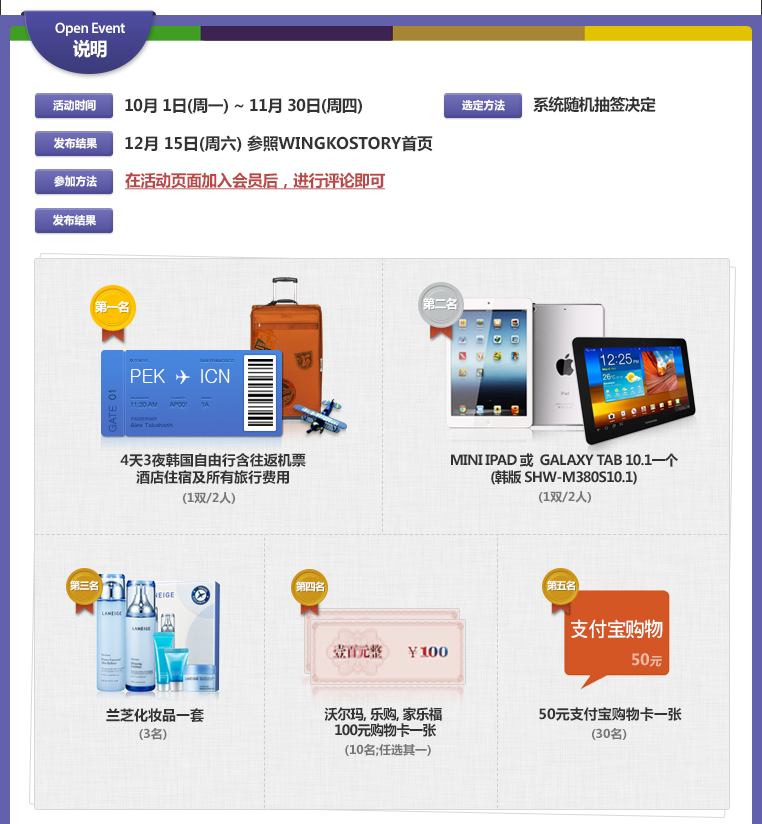 Open Event
说明
活动时间 10月 1日(周一) ~ 11月 30日(周四)
选定方法 系统随机抽签决定
发布结果 12月 15日(周六) 参照WINGKOSTORY首页
参加方法 在活动页面加入会员后，进行评论即可
发布结果
第一名
PEK ICN
11:30 AM AP001 1A
GATE 01
4天3夜韩国自由行含往返机票
酒店住宿及所有旅行费用
(1双/2人)
第二名
12:25
26°
MINI IPAD 或 GALAXY TAB 10.1一个
(韩版 SHW-M380S10.1)
(1双/2人)
第三名
LANEIGE
LANEIGE
兰芝化妆品一套
(3名)
第四名
壹百元整 ￥100
沃尔玛, 乐购, 家乐福
100元购物卡一张
(10名;任选其一)
第五名
支付宝购物
50元
50元支付宝购物卡一张
(30名)